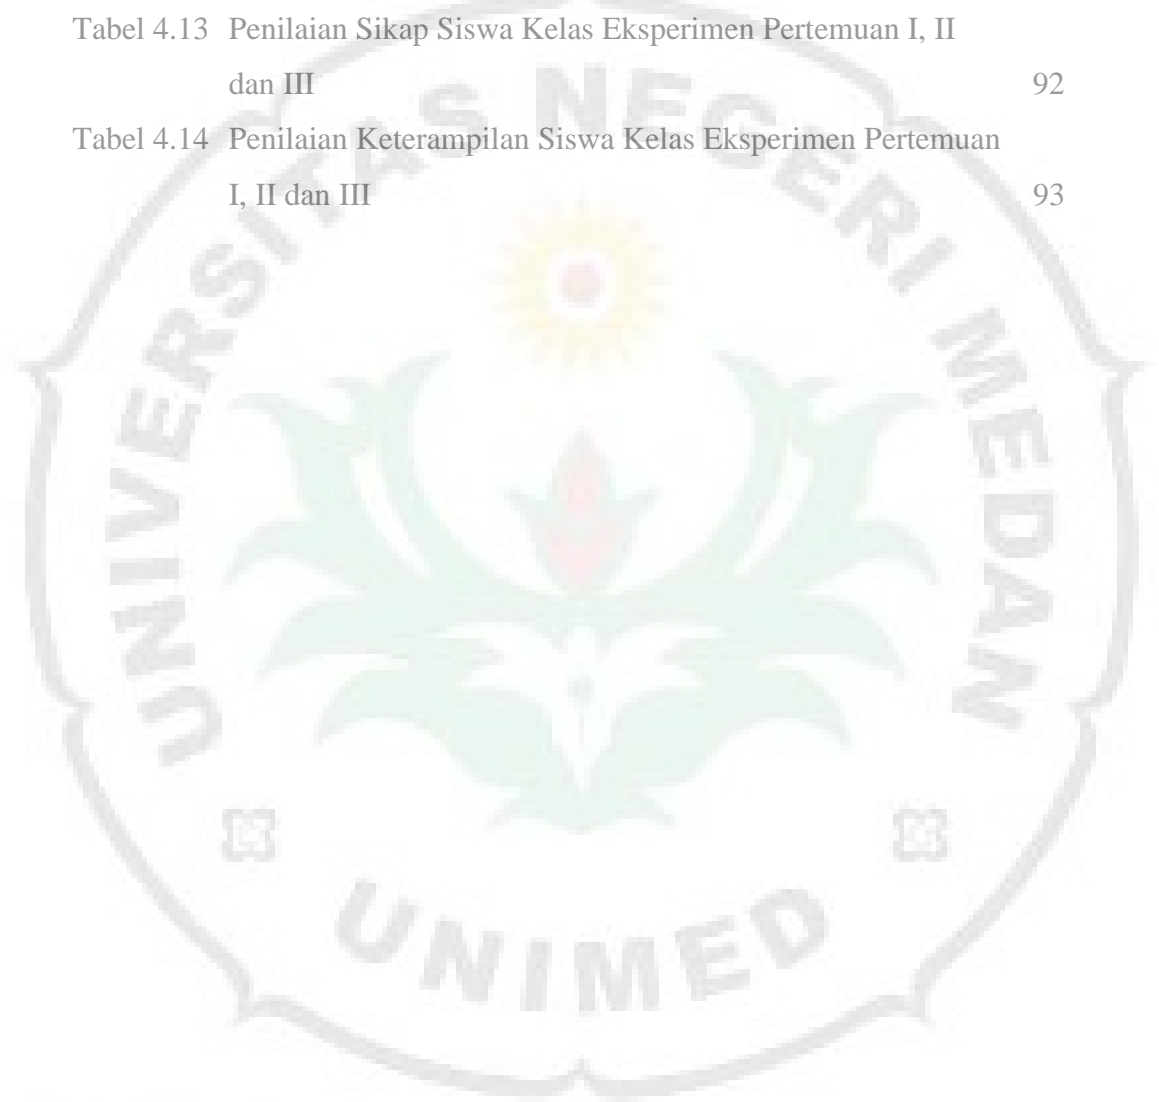 Tabel 4.13 Penilaian Sikap Siswa Kelas Eksperimen Pertemuan I, II
dan III 92
Tabel 4.14 Penilaian Keterampilan Siswa Kelas Eksperimen Pertemuan
I, II dan III 93
UNIVERSITAS NEGERI MEDAN
UNIMED